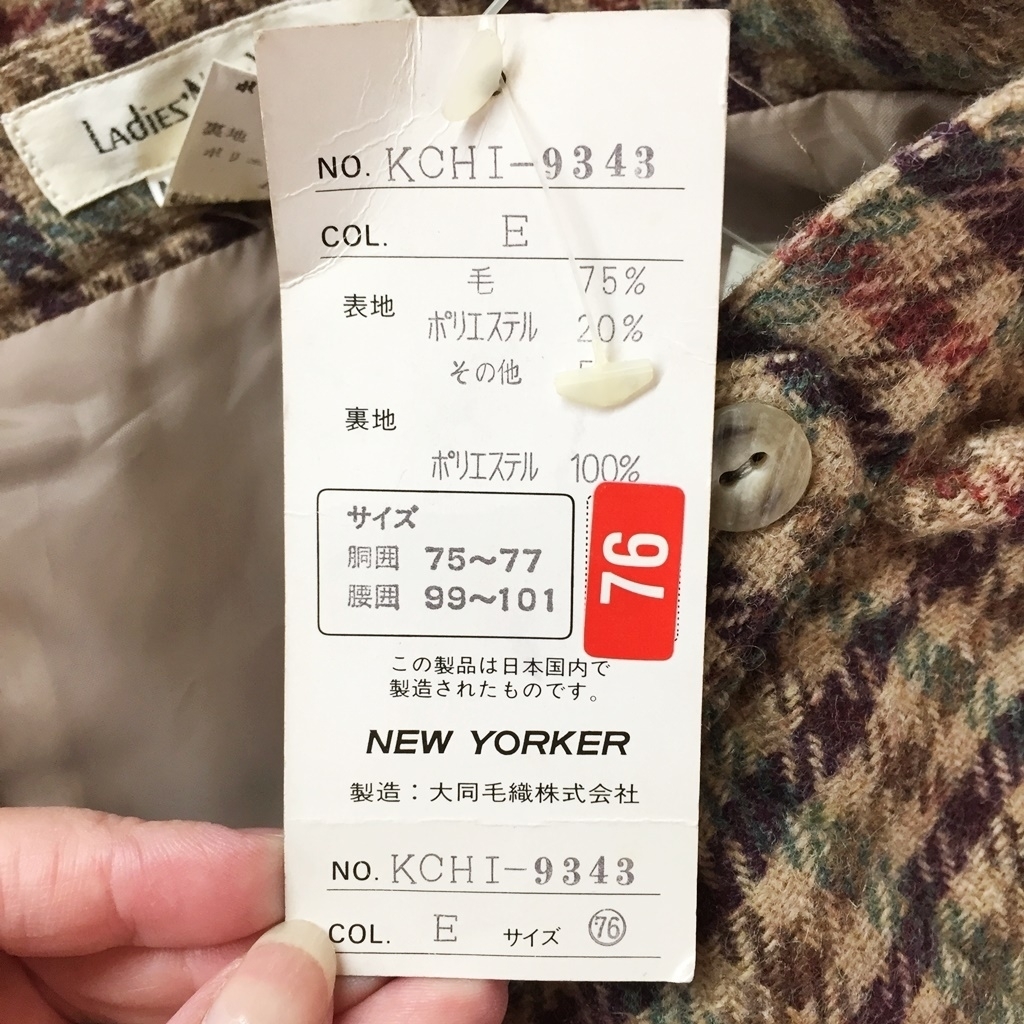 LADIES'
裏地
NO. KCHI-9343
COL. E
毛 75%
表地
ポリエステル 20%
その他
裏地
ポリエステル 100%
サイズ
胴囲 75〜77
腰囲 99〜101
76
この製品は日本国内で
製造されたものです。
NEW YORKER
製造：大同毛織株式会社
NO. KCHI-9343
COL. E サイズ 76